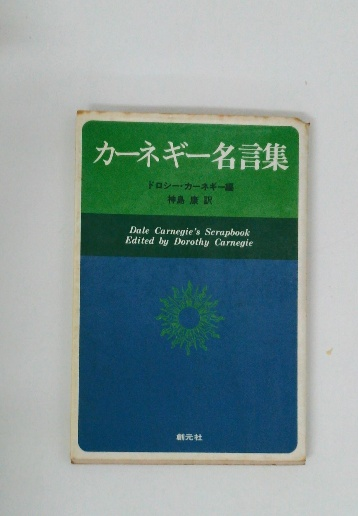 カーネギー名言集
ドロシー・カーネギー編
神島 康 訳
Dale Carnegie's Scrapbook
Edited by Dorothy Carnegie
創元社